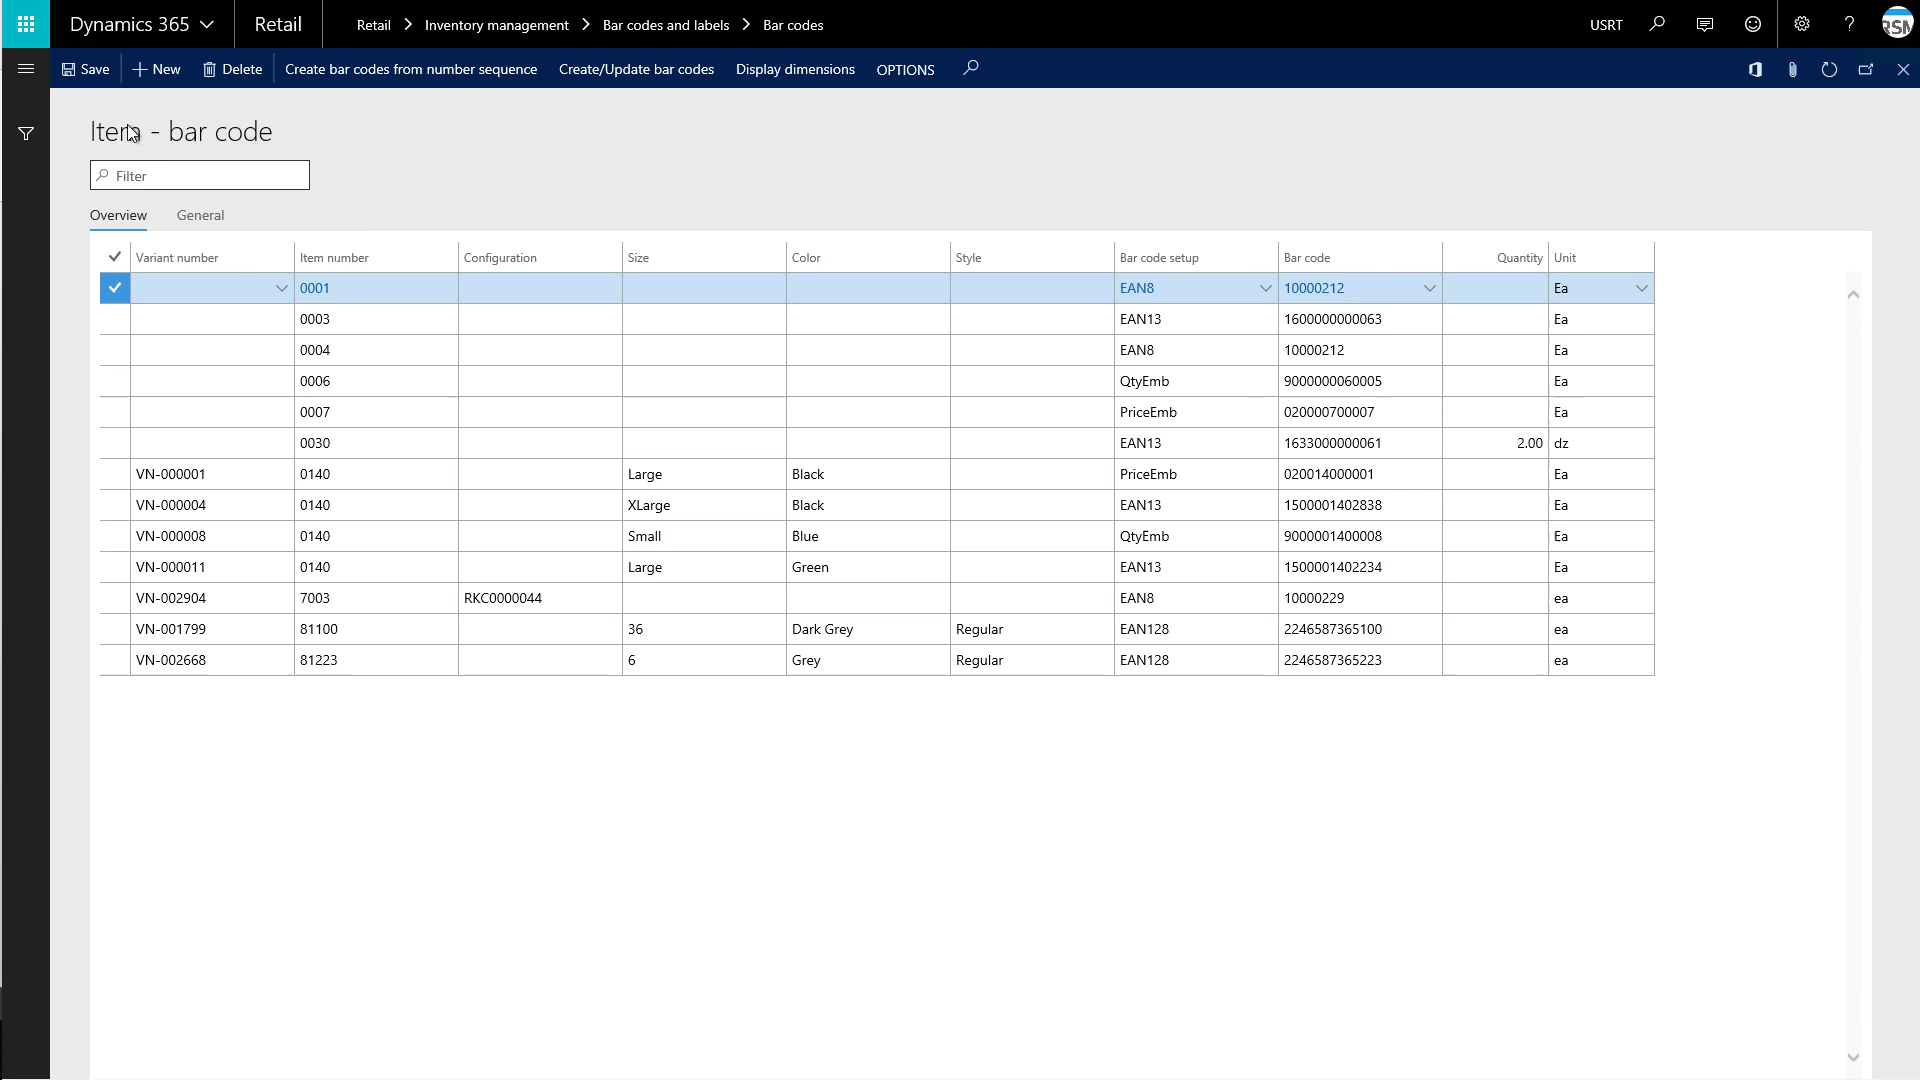 Dynamics 365 Retail Retail Inventory management Bar codes and labels Bar codes USRT ? RSM
Save New Delete Create bar codes from number sequence Create/Update bar codes Display dimensions OPTIONS
Item - bar code
Filter
Overview General
Variant number Item number Configuration Size Color Style Bar code setup Bar code Quantity Unit
0001 EAN8 10000212 Ea
0003 EAN13 1600000000063 Ea
0004 EAN8 10000212 Ea
0006 QtyEmb 9000000060005 Ea
0007 PriceEmb 020000700007 Ea
0030 EAN13 1633000000061 2.00 dz
VN-000001 0140 Large Black PriceEmb 020014000001 Ea
VN-000004 0140 XLarge Black EAN13 1500001402838 Ea
VN-000008 0140 Small Blue QtyEmb 9000001400008 Ea
VN-000011 0140 Large Green EAN13 1500001402234 Ea
VN-002904 7003 RKC0000044 EAN8 10000229 ea
VN-001799 81100 36 Dark Grey Regular EAN128 2246587365100 ea
VN-002668 81223 6 Grey Regular EAN128 2246587365223 ea